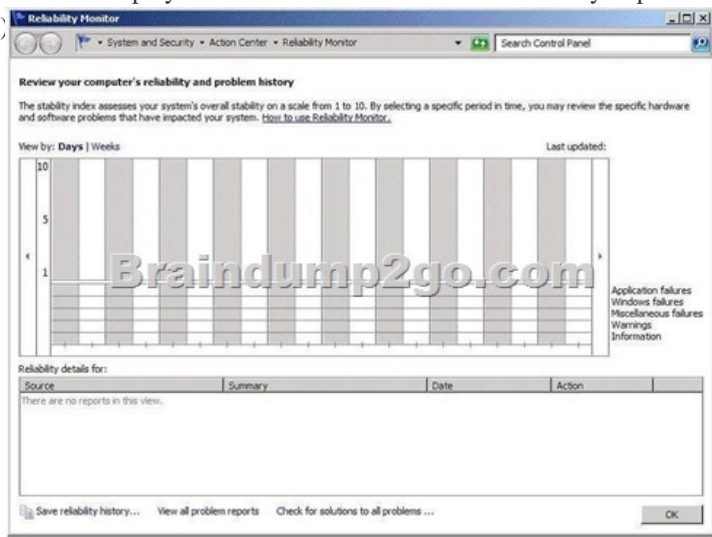 Reliability Monitor
System and Security • Action Center • Reliability Monitor
Search Control Panel
Review your computer's reliability and problem history
The stability index assesses your system's overall stability on a scale from 1 to 10. By selecting a specific period in time, you may review the specific hardware
and software problems that have impacted your system. How to use Reliability Monitor.
View by: Days | Weeks
Last updated:
10
5
1
Braindump2go.com
Application failures
Windows failures
Miscellaneous failures
Warnings
Information
Reliability details for:
Source Summary Date Action
There are no reports in this view.
Save reliability history... View all problem reports Check for solutions to all problems ...
OK